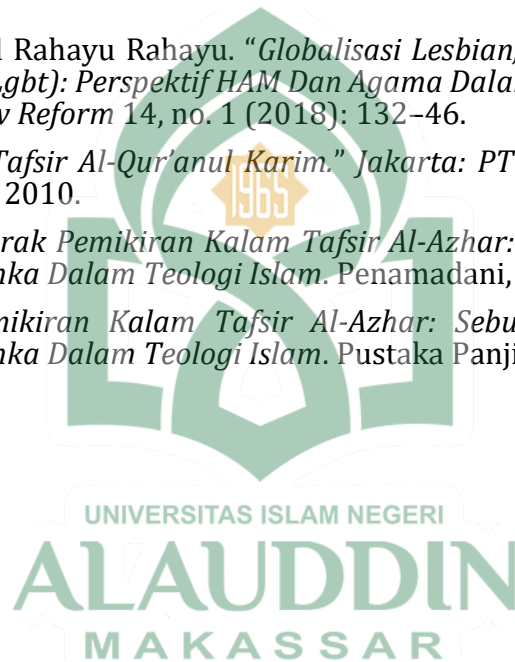 l Rahayu Rahayu. “Globalisasi Lesbian,
Lgbt): Perspektif HAM Dan Agama Dala
w Reform 14, no. 1 (2018): 132–46.
Tafsir Al-Qur’anul Karim.” Jakarta: PT
2010.
1965
rak Pemikiran Kalam Tafsir Al-Azhar:
nka Dalam Teologi Islam. Penamadani,
mikiran Kalam Tafsir Al-Azhar: Sebu
nka Dalam Teologi Islam. Pustaka Panji
UNIVERSITAS ISLAM NEGERI
ALAUDDIN
MAKASSAR